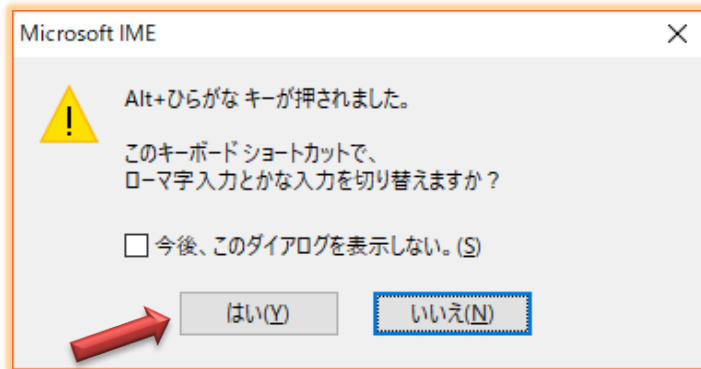 Microsoft IME
Alt+ひらがな キーが押されました。
このキーボード ショートカットで、
ローマ字入力とかな入力を切り替えますか？
今後、このダイアログを表示しない。(S)
はい(Y) いいえ(N)